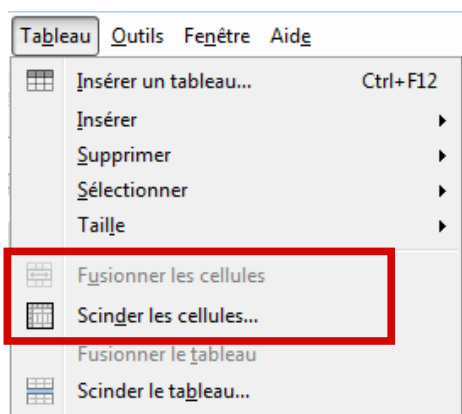 Tableau Outils Fenêtre Aide
Insérer un tableau... Ctrl+F12
Insérer
Supprimer
Sélectionner
Taille
Fusionner les cellules
Scinder les cellules...
Fusionner le tableau
Scinder le tableau...